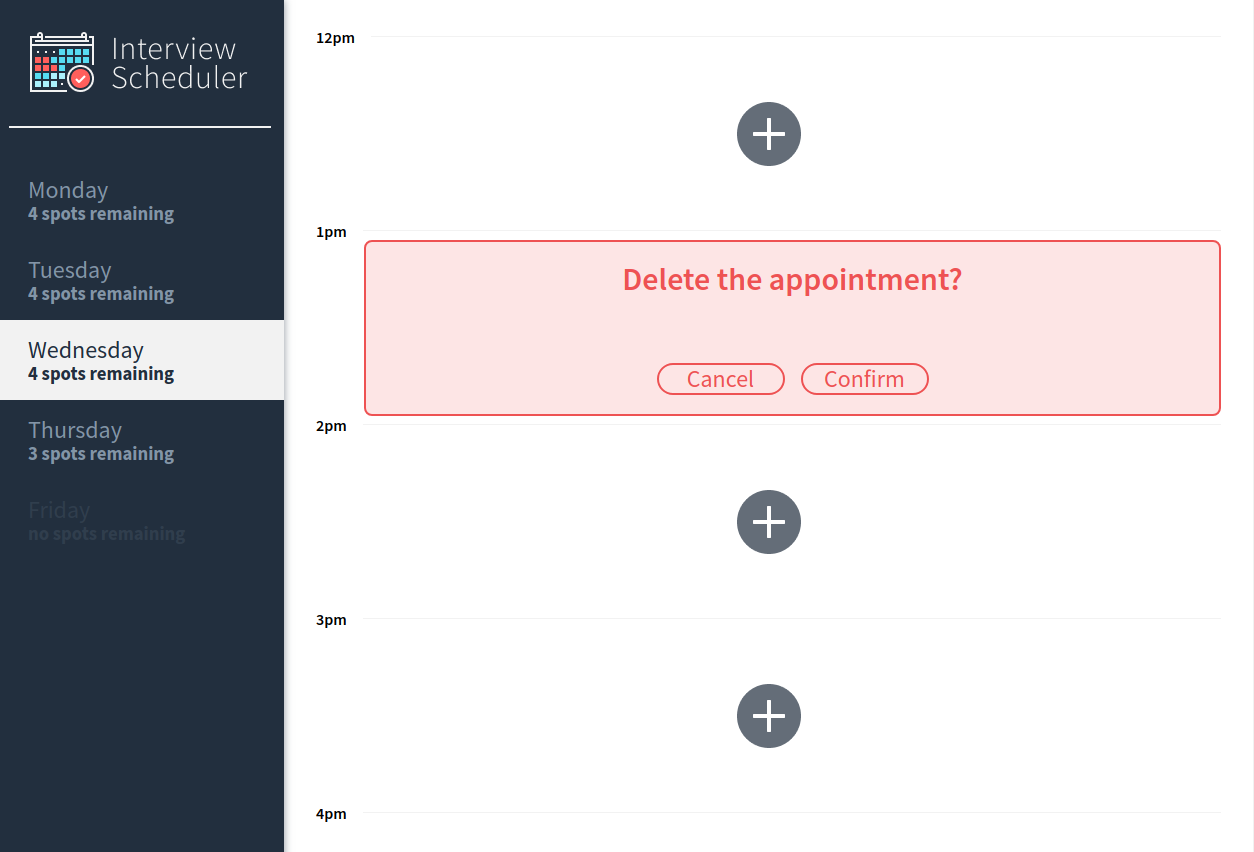 Interview
Scheduler
Monday
4 spots remaining
Tuesday
4 spots remaining
Wednesday
4 spots remaining
Thursday
3 spots remaining
Friday
no spots remaining
12pm
1pm
Delete the appointment?
Cancel Confirm
2pm
3pm
4pm